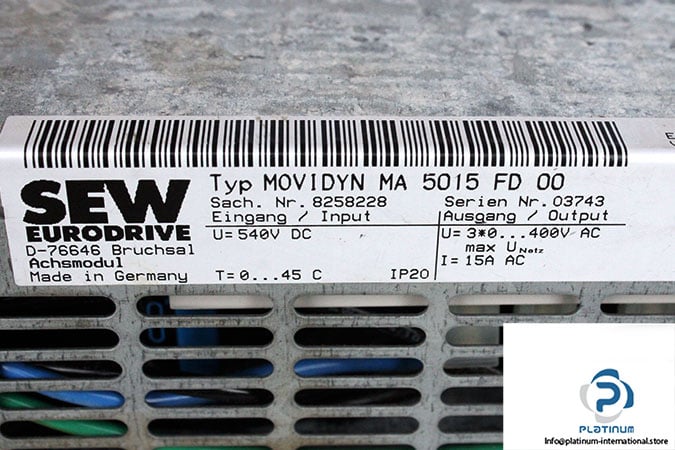 Typ MOVIDYN MA 5015 FD 00
SEW
EURODRIVE
Sach. Nr. 8258228
Serien Nr. 03743
Eingang / Input
Ausgang / Output
D-76646 Bruchsal
Achsmodul
Made in Germany
U= 540V DC
U= 3*0...400V AC
max U Netz
I= 15A AC
T= 0...45 C
IP20
PLATINUM
info@platinum-international.store